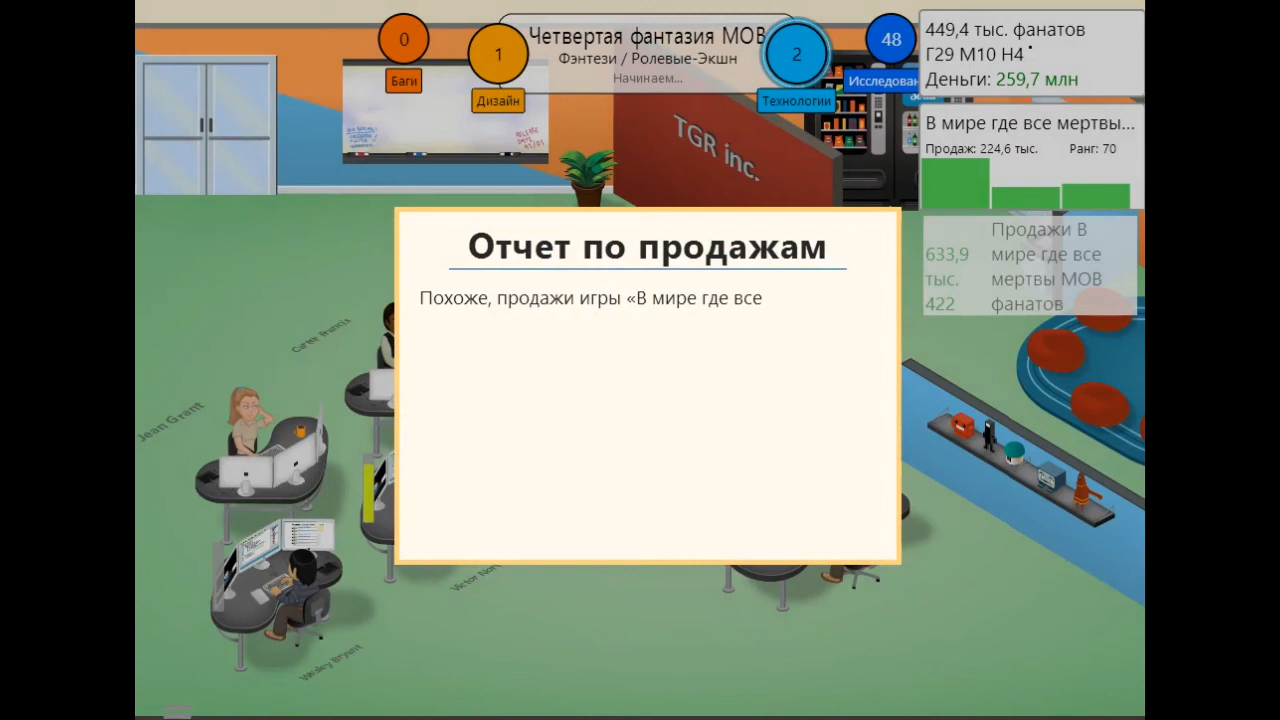 0
Баги
1
Дизайн
Четвертая фантазия МОВ
Фэнтези / Ролевые-Экшн
Начинаем...
2
Технологии
48
Исследован
449,4 тыс. фанатов
Г29 М10 Н4
Деньги: 259,7 млн
В мире где все мертвы...
Продаж: 224,6 тыс. Ранг: 70
633,9 тыс.
Продажи В мире где все мертвы МОВ
422
фанатов
TGR inc.
Отчет по продажам
Похоже, продажи игры «В мире где все
Carter Francis
Jean Grant
Wesley Bryant